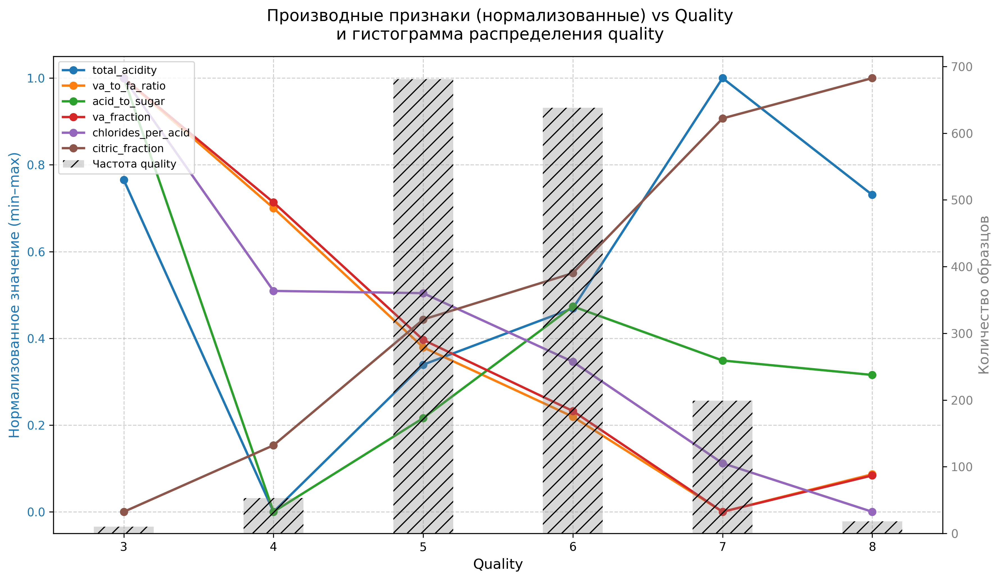 Производные признаки (нормализованные) vs Quality
и гистограмма распределения quality
total_acidity
va_to_fa_ratio
acid_to_sugar
va_fraction
chlorides_per_acid
citric_fraction
Частота quality
Нормализованное значение (min–max)
1.0
0.8
0.6
0.4
0.2
0.0
700
600
500
400
300
200
100
0
Количество образцов
3 4 5 6 7 8
Quality